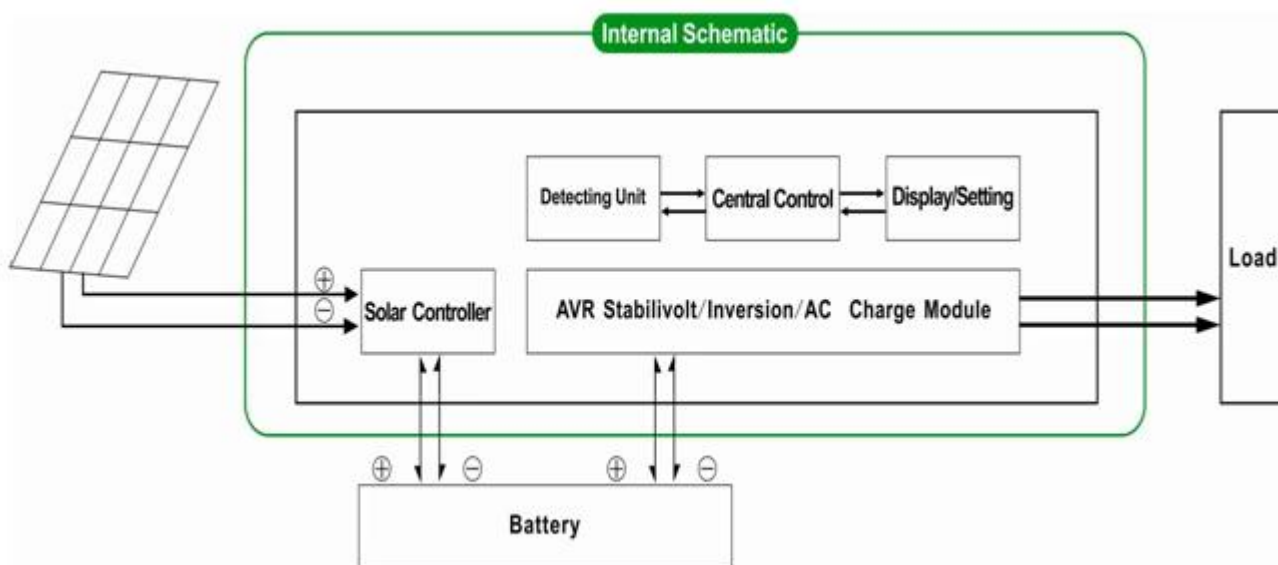 Internal Schematic
Detecting Unit
Central Control
Display/Setting
Load
+
−
Solar Controller
AVR Stabilivolt/Inversion/AC Charge Module
+ − + −
Battery